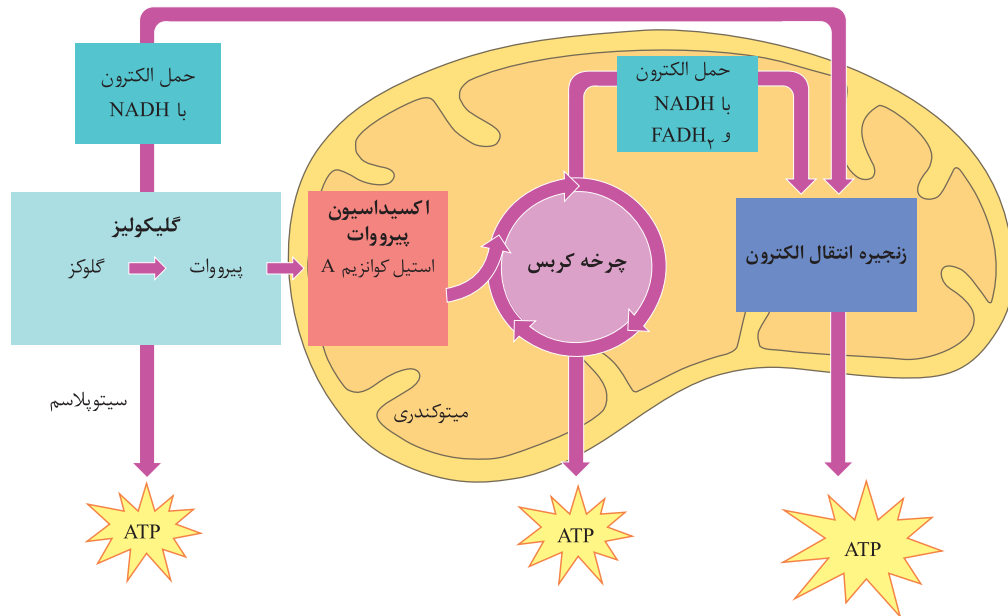 حمل الکترون
با NADH
حمل الکترون
با
NADH
و FADH۲
گلیکولیز
گلوکز
پیرووات
اکسیداسیون
پیرووات
استیل کوانزیم A
چرخه کربس
زنجیره انتقال الکترون
سیتوپلاسم
میتوکندری
ATP
ATP
ATP